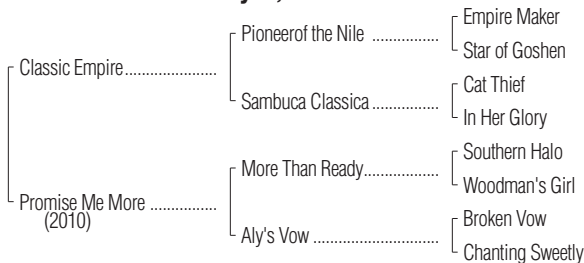 Empire Maker
Pioneerof the Nile ................
Star of Goshen
Classic Empire......................
Cat Thief
Sambuca Classica ................
In Her Glory
Southern Halo
More Than Ready..................
Woodman's Girl
Promise Me More ................
(2010)
Broken Vow
Aly's Vow ..............................
Chanting Sweetly